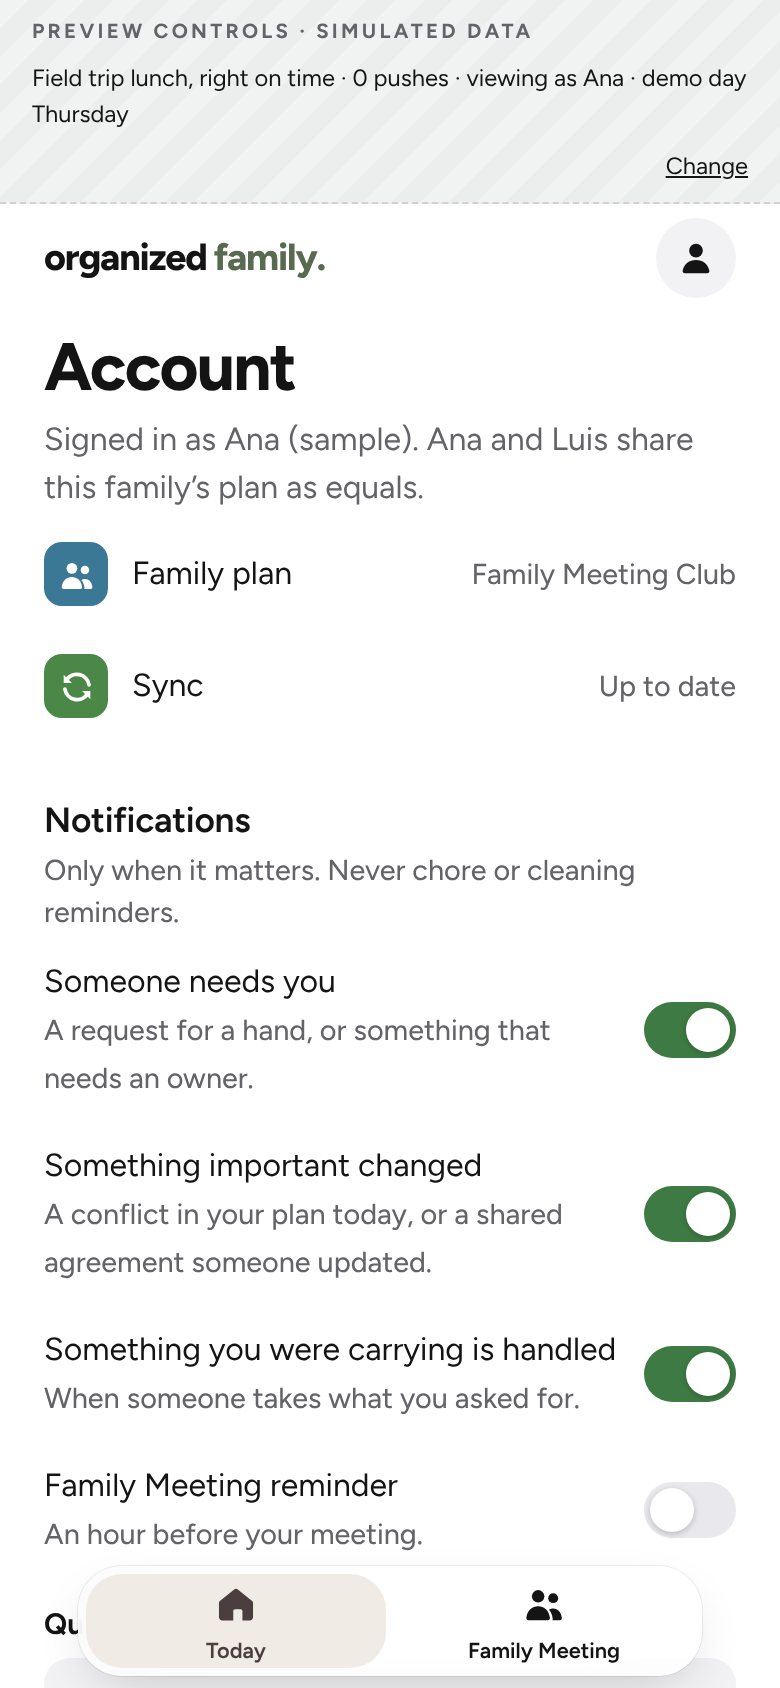 PREVIEW CONTROLS · SIMULATED DATA
Field trip lunch, right on time · 0 pushes · viewing as Ana · demo day
Thursday
Change
organized family.
Account
Signed in as Ana (sample). Ana and Luis share
this family’s plan as equals.
Family plan
Family Meeting Club
Sync
Up to date
Notifications
Only when it matters. Never chore or cleaning
reminders.
Someone needs you
A request for a hand, or something that
needs an owner.
Something important changed
A conflict in your plan today, or a shared
agreement someone updated.
Something you were carrying is handled
When someone takes what you asked for.
Family Meeting reminder
An hour before your meeting.
Today
Family Meeting